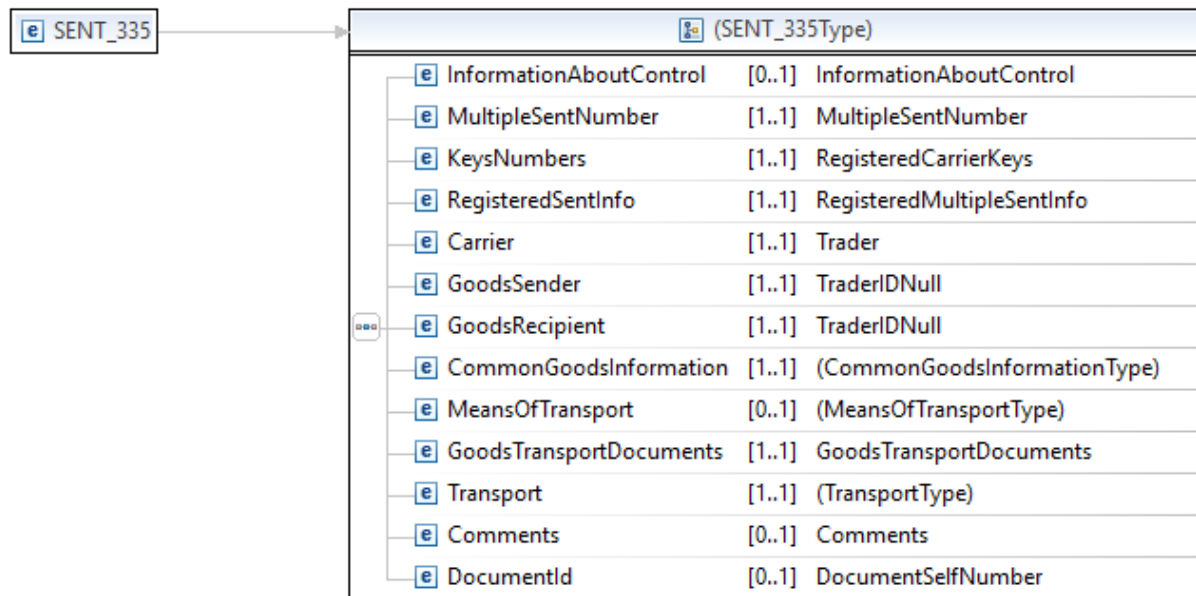 e SENT_335
(SENT_335Type)
e InformationAboutControl [0..1] InformationAboutControl
e MultipleSentNumber [1..1] MultipleSentNumber
e KeysNumbers [1..1] RegisteredCarrierKeys
e RegisteredSentInfo [1..1] RegisteredMultipleSentInfo
e Carrier [1..1] Trader
e GoodsSender [1..1] TraderIDNull
e GoodsRecipient [1..1] TraderIDNull
e CommonGoodsInformation [1..1] (CommonGoodsInformationType)
e MeansOfTransport [0..1] (MeansOfTransportType)
e GoodsTransportDocuments [1..1] GoodsTransportDocuments
e Transport [1..1] (TransportType)
e Comments [0..1] Comments
e DocumentId [0..1] DocumentSelfNumber